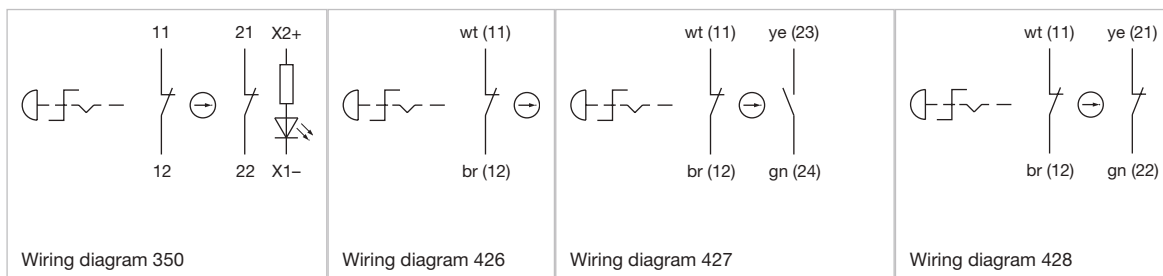 11 21 X2+
12 22 X1–
Wiring diagram 350
wt (11)
br (12)
Wiring diagram 426
wt (11) ye (23)
br (12) gn (24)
Wiring diagram 427
wt (11) ye (21)
br (12) gn (22)
Wiring diagram 428